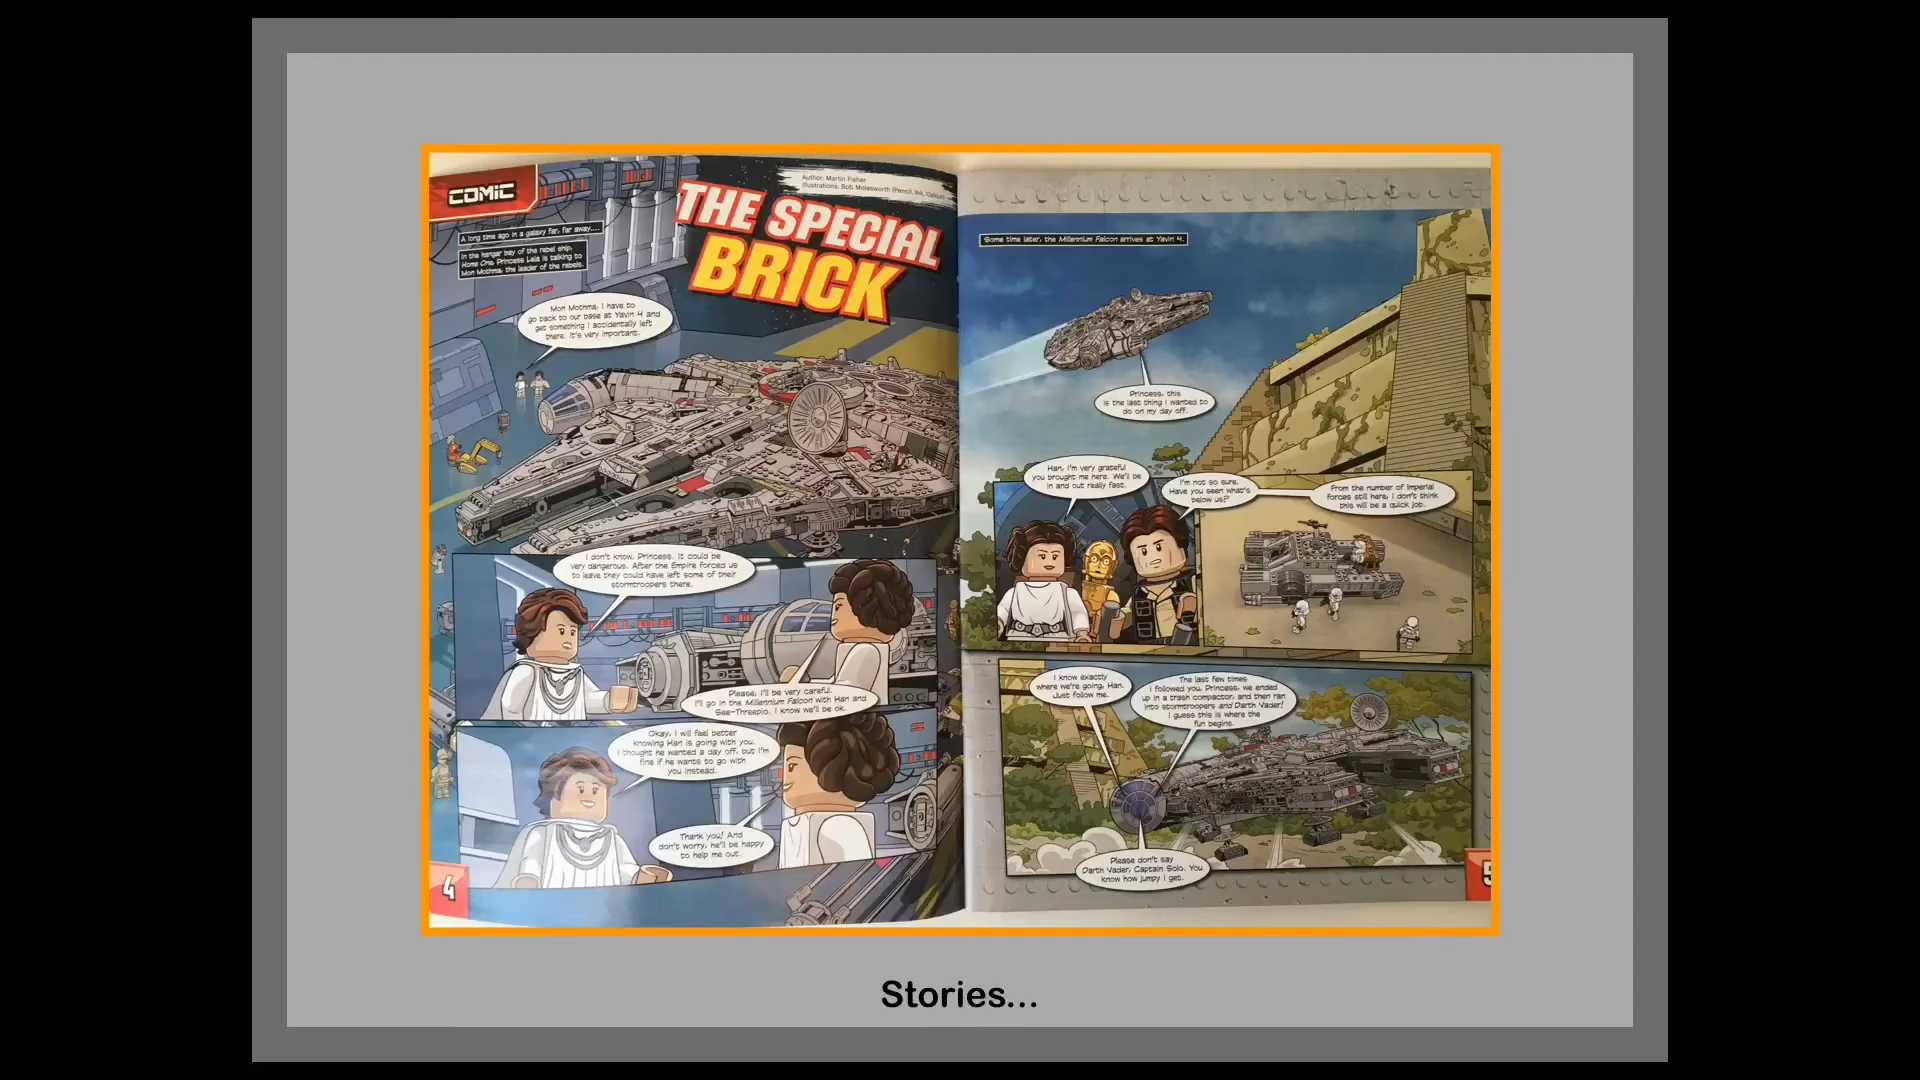 COMIC
Author: Martin Fisher
Illustrations: Bob Molesworth (Pencil, Ink, Colour)
THE SPECIAL
BRICK
A long time ago in a galaxy far, far away....
In the hangar bay of the rebel ship,
Home One, Princess Leia is talking to
Mon Mothma, the leader of the rebels.
Mon Mothma, I have to
go back to our base at Yavin 4 and
get something I accidentally left
there. It's very important.
I don't know, Princess. It could be
very dangerous. After the Empire forced us
to leave they could have left some of their
stormtroopers there.
Please, I'll be very careful.
I'll go in the Millennium Falcon with Han and
See-Threepio. I know we'll be ok.
Okay, I will feel better
knowing Han is going with you.
I thought he wanted a day off, but I'm
fine if he wants to go with
you instead.
Thank you! And
don't worry, he'll be happy
to help me out.
4
Some time later, the Millennium Falcon arrives at Yavin 4.
Princess, this
is the last thing I wanted to
do on my day off.
Han, I'm very grateful
you brought me here. We'll be
in and out really fast.
I'm not so sure.
Have you seen what's
below us?
From the number of Imperial
forces still here, I don't think
this will be a quick job.
I know exactly
where we're going, Han.
Just follow me.
The last few times
I followed you, Princess, we ended
up in a trash compactor, and then ran
into stormtroopers and Darth Vader!
I guess this is where the
fun begins.
Please don't say
Darth Vader, Captain Solo. You
know how jumpy I get.
5
Stories...